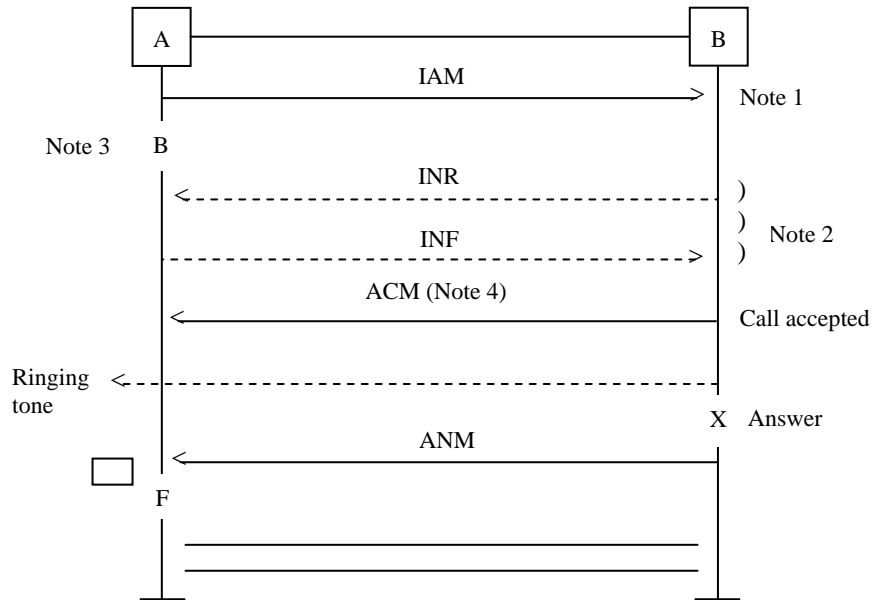 A B
IAM
Note 1
Note 3 B
INR
)
)
Note 2
INF
)
ACM (Note 4)
Call accepted
Ringing
tone
X Answer
ANM
F